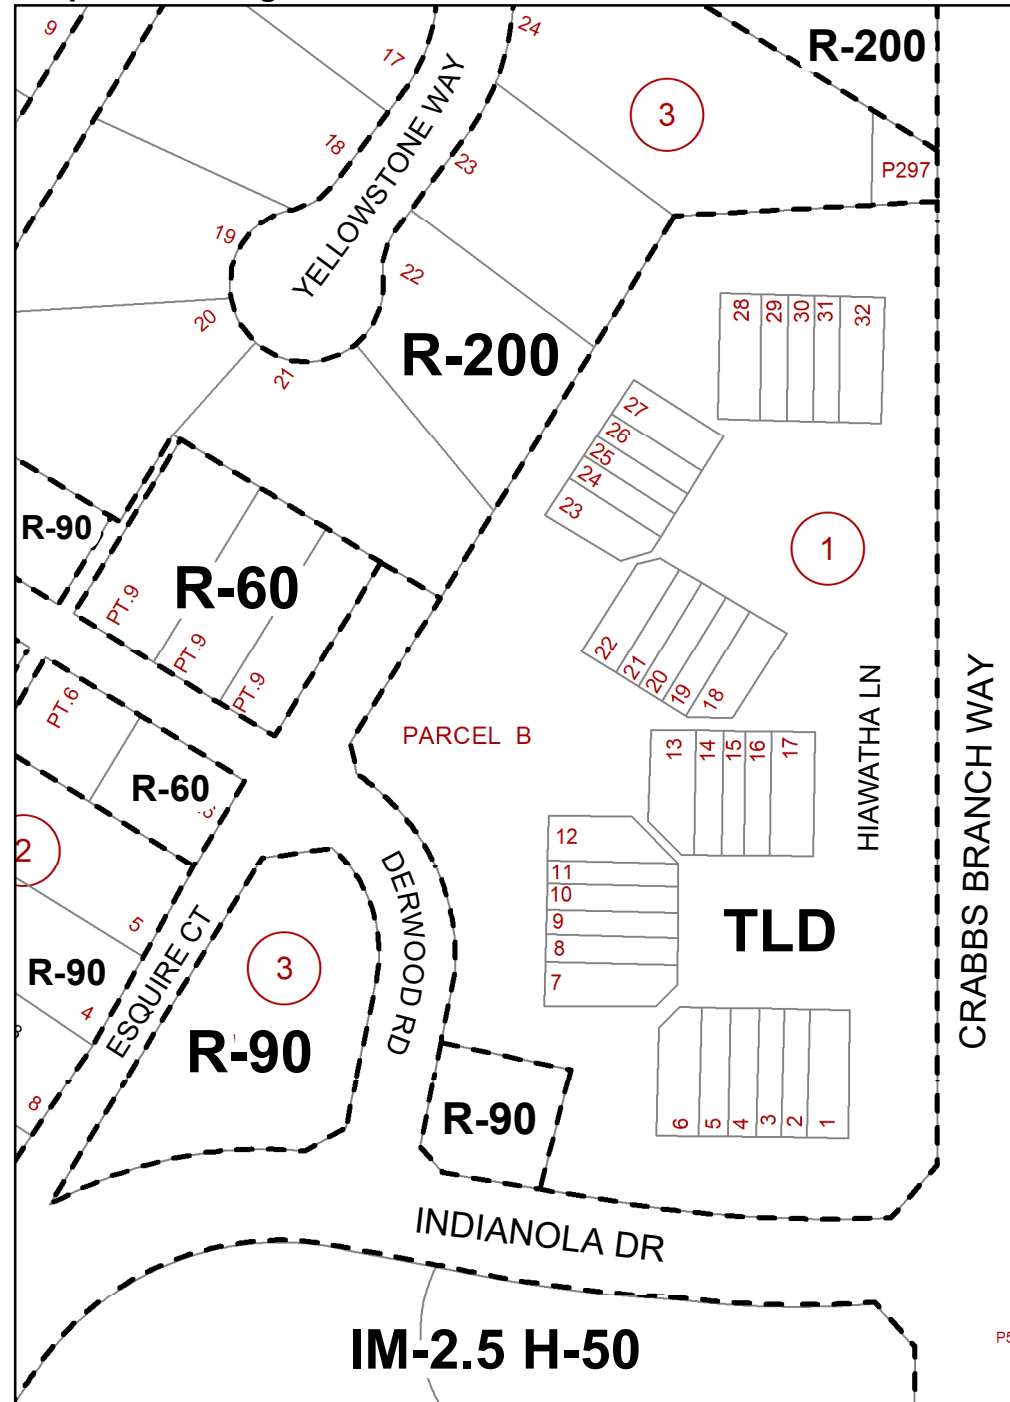 9
17
24
R-200
3
18
YELLOWSTONE WAY
23
P297
19
22
20
R-200
21
28
29
30
31
32
27
26
25
24
23
R-90
1
R-60
PT.9
PT.9
PT.9
22
21
20
19
18
PT.6
PARCEL B
13
14
15
16
17
HIAWATHA LN
CRABBS BRANCH WAY
R-60
2
12
11
10
9
8
7
DERWOOD RD
TLD
5
ESQUIRE CT
3
R-90
4
R-90
8
R-90
6
5
4
3
2
1
INDIANOLA DR
IM-2.5 H-50